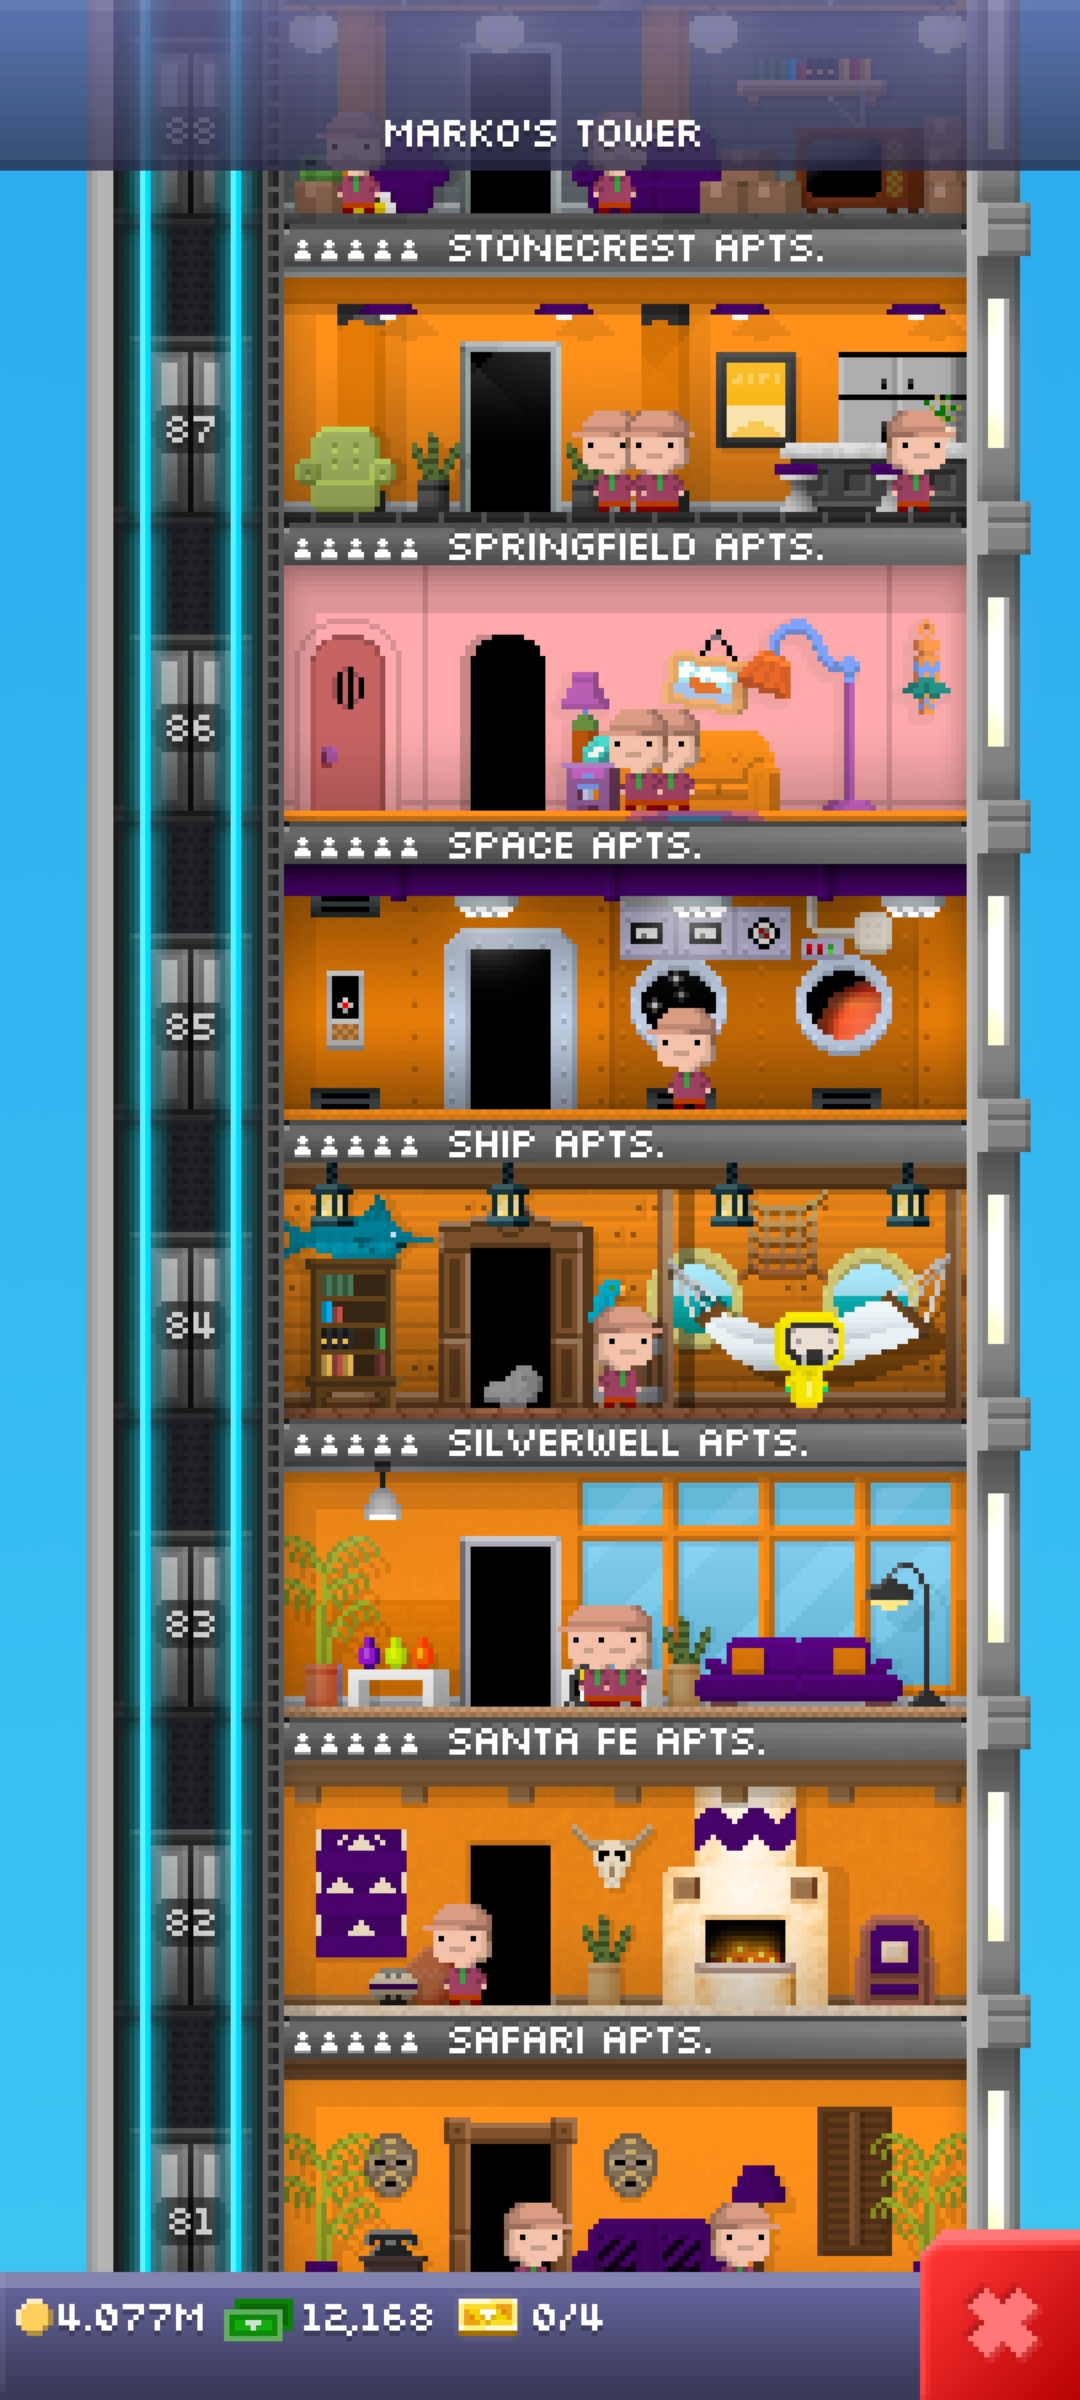 MARKO'S TOWER
88
STONECREST APTS.
87
SPRINGFIELD APTS.
86
SPACE APTS.
85
SHIP APTS.
84
SILVERWELL APTS.
83
SANTA FE APTS.
82
SAFARI APTS.
81
4.077M 12,168 0/4